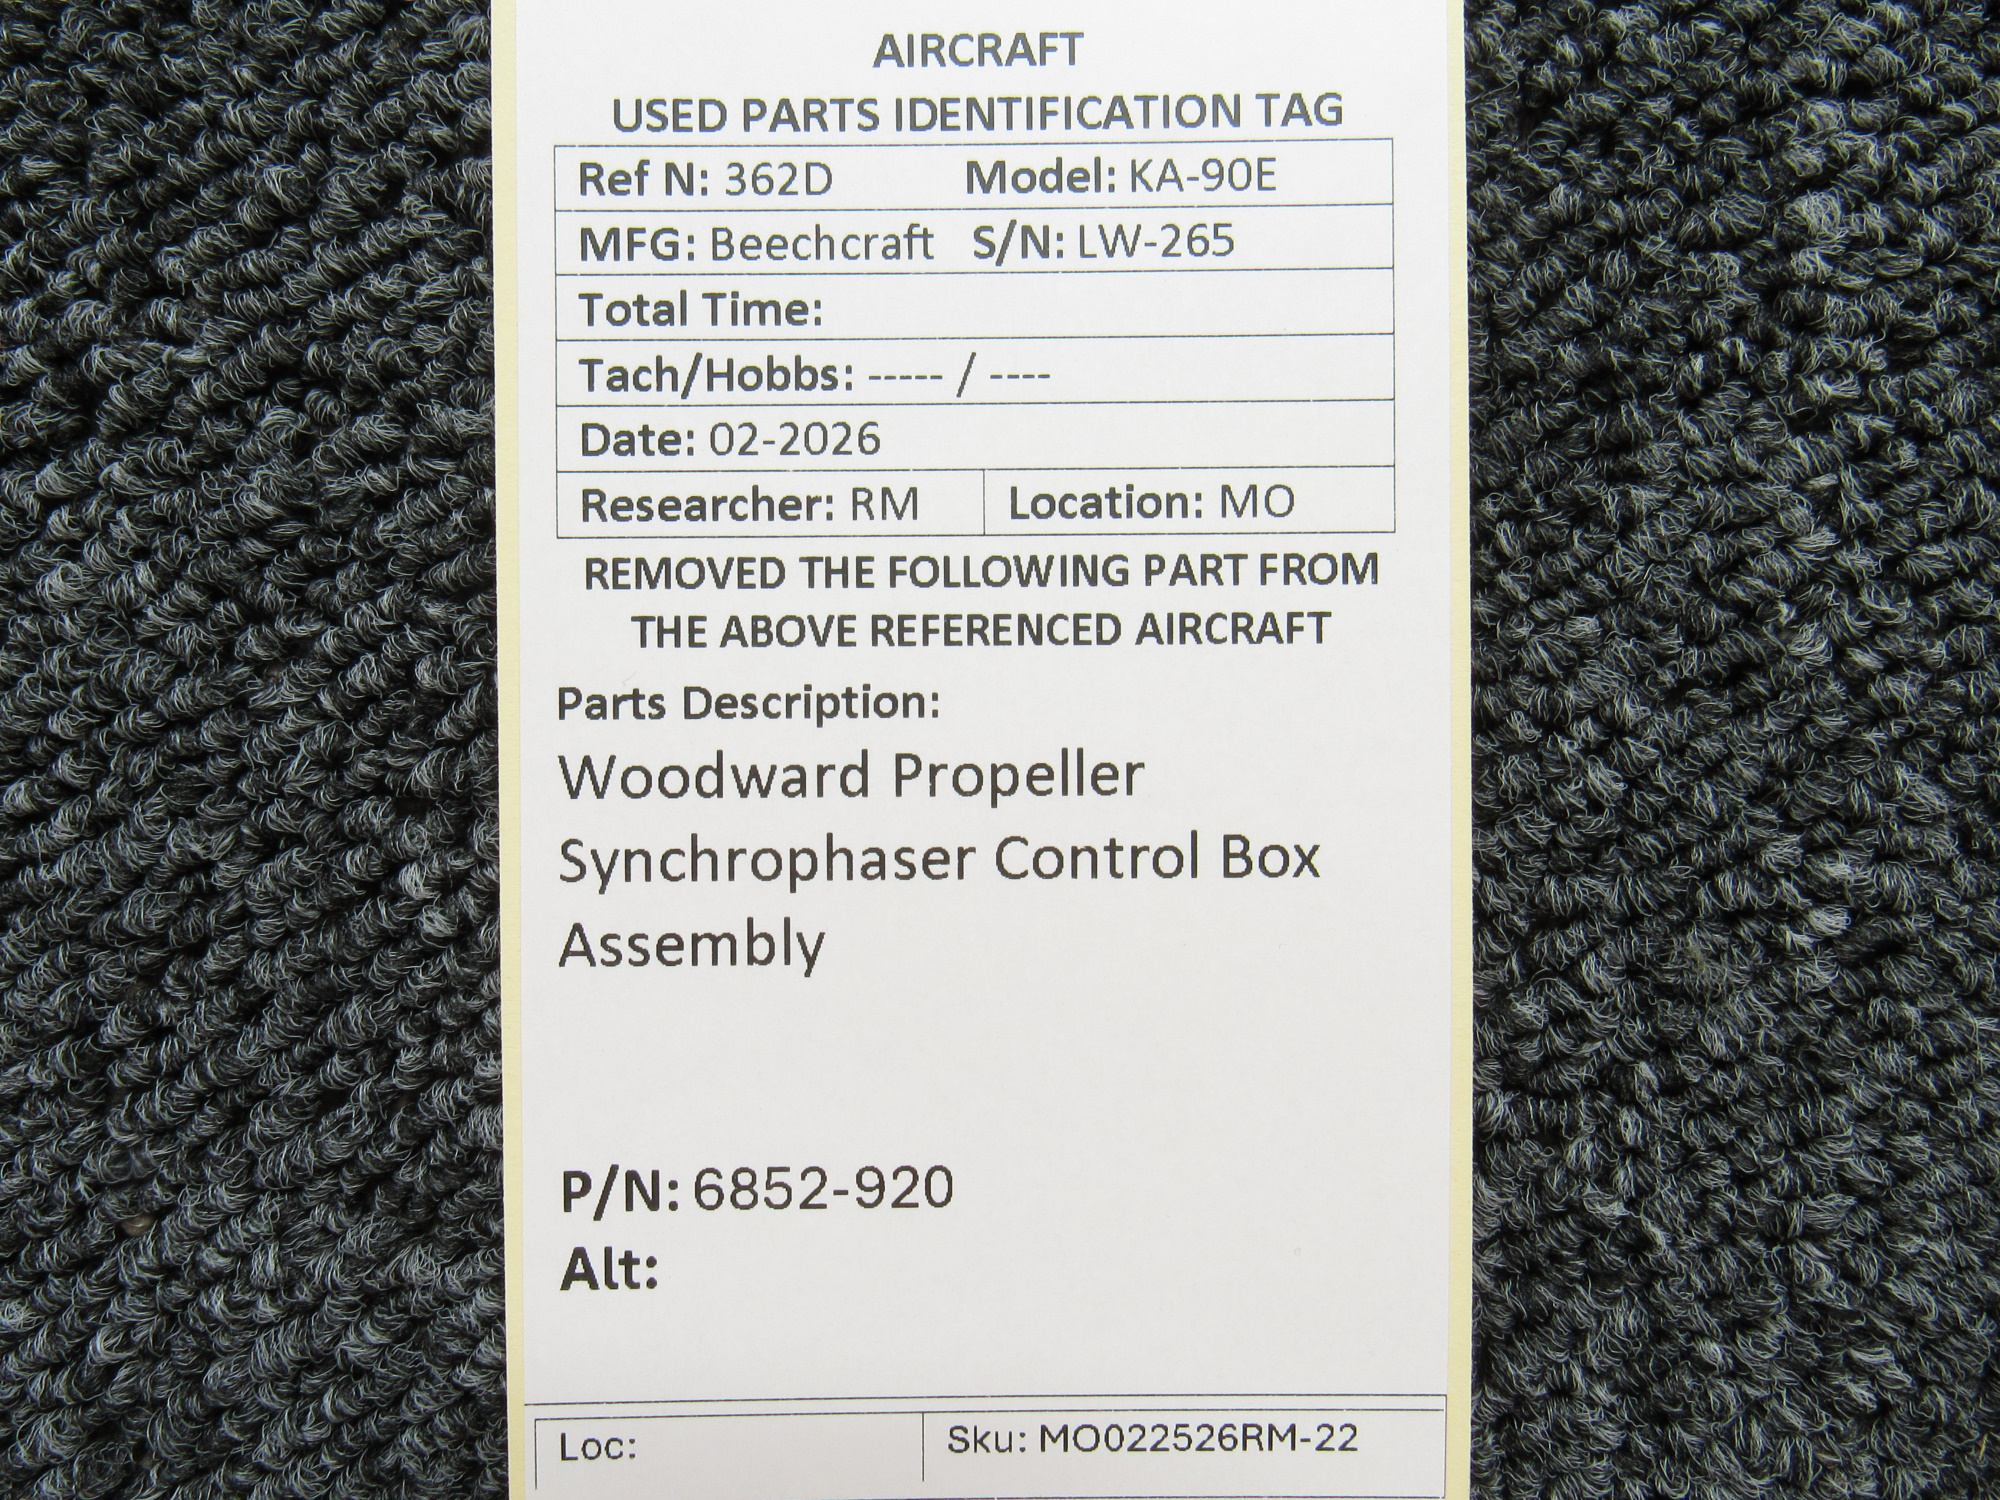 AIRCRAFT
USED PARTS IDENTIFICATION TAG
Ref N: 362D Model: KA-90E
MFG: Beechcraft S/N: LW-265
Total Time:
Tach/Hobbs: ----- / ----
Date: 02-2026
Researcher: RM Location: MO
REMOVED THE FOLLOWING PART FROM
THE ABOVE REFERENCED AIRCRAFT
Parts Description:
Woodward Propeller
Synchrophaser Control Box
Assembly
P/N: 6852-920
Alt:
Loc: Sku: MO022526RM-22